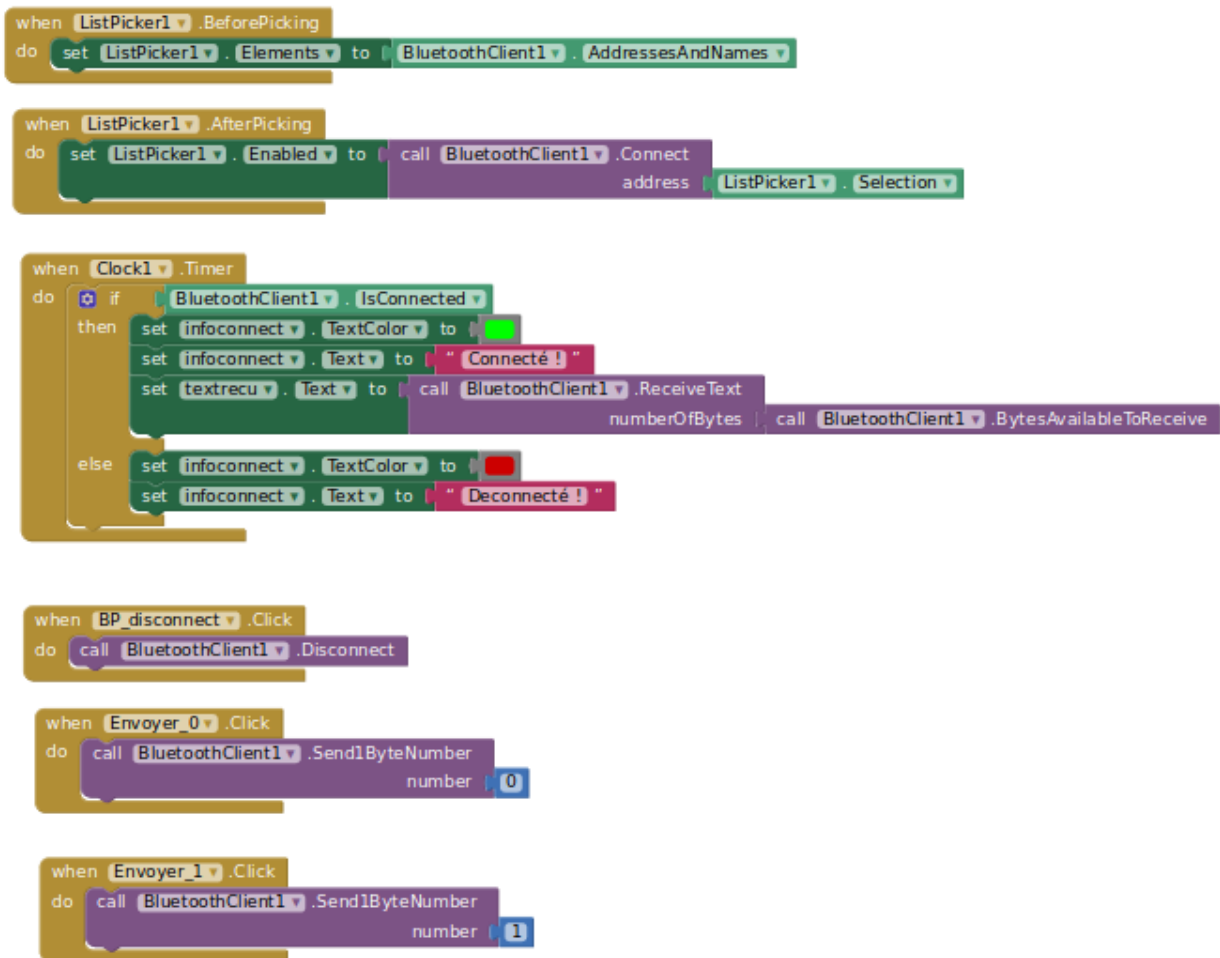 when ListPicker1 .BeforePicking
do set ListPicker1 . Elements to BluetoothClient1 . AddressesAndNames
when ListPicker1 .AfterPicking
do set ListPicker1 . Enabled to call BluetoothClient1 .Connect
address ListPicker1 . Selection
when Clock1 .Timer
do if BluetoothClient1 . IsConnected
then set infoconnect . TextColor to
set infoconnect . Text to " Connecté ! "
set textrecu . Text to call BluetoothClient1 .ReceiveText
numberOfBytes call BluetoothClient1 .BytesAvailableToReceive
else set infoconnect . TextColor to
set infoconnect . Text to " Deconnecté ! "
when BP_disconnect .Click
do call BluetoothClient1 .Disconnect
when Envoyer_0 .Click
do call BluetoothClient1 .Send1ByteNumber
number 0
when Envoyer_1 .Click
do call BluetoothClient1 .Send1ByteNumber
number 1